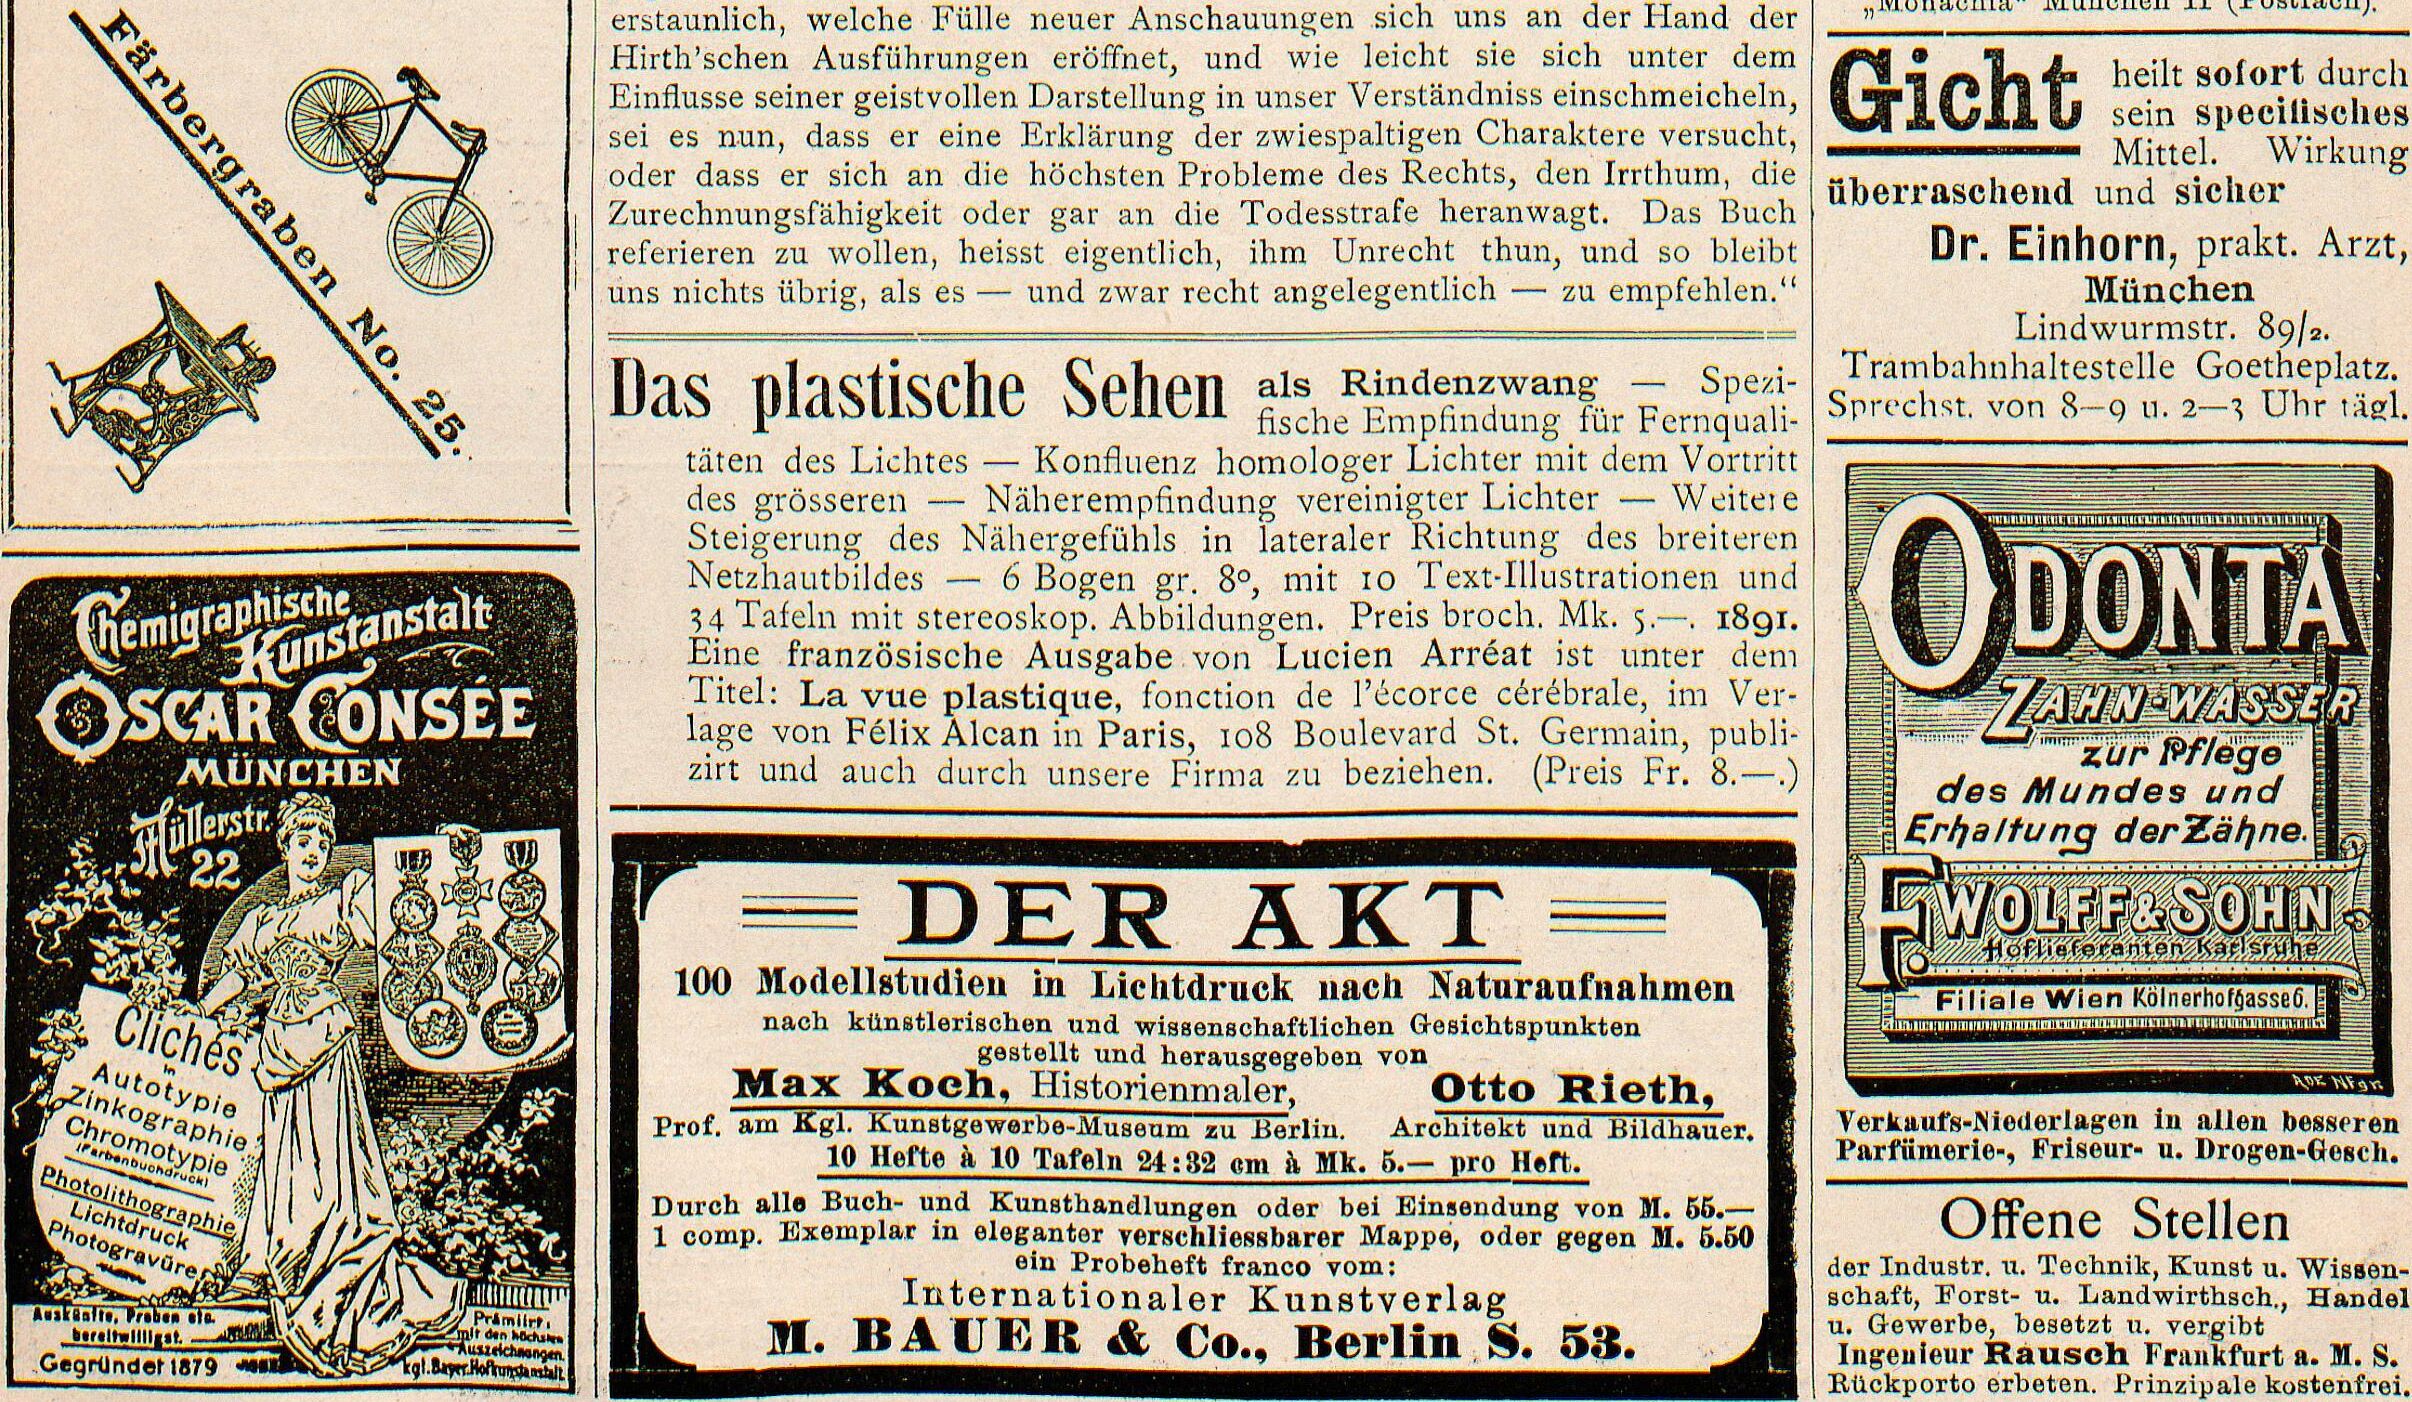 Färbergraben No. 25.
Chemigraphische
Kunstanstalt
OSCAR CONSÉE
MÜNCHEN
Müllerstr.
22
Clichés
in
Autotypie
Zinkographie
Chromotypie
(Farbenbuchdruck)
Photolithographie
Lichtdruck
Photogravüre
Auskünfte, Proben etc.
bereitwilligst.
Gegründet 1879
Prämiirt
mit den höchsten
Auszeichnungen.
kgl. Bayer. Hofkunstanstalt.
erstaunlich, welche Fülle neuer Anschauungen sich uns an der Hand der
Hirth'schen Ausführungen eröffnet, und wie leicht sie sich unter dem
Einflusse seiner geistvollen Darstellung in unser Verständniss einschmeicheln,
sei es nun, dass er eine Erklärung der zwiespaltigen Charaktere versucht,
oder dass er sich an die höchsten Probleme des Rechts, den Irrthum, die
Zurechnungsfähigkeit oder gar an die Todesstrafe heranwagt. Das Buch
referieren zu wollen, heisst eigentlich, ihm Unrecht thun, und so bleibt
uns nichts übrig, als es — und zwar recht angelegentlich — zu empfehlen.“
Das plastische Sehen als Rindenzwang — Spezi-
fische Empfindung für Fernquali-
täten des Lichtes — Konfluenz homologer Lichter mit dem Vortritt
des grösseren — Näherempfindung vereinigter Lichter — Weitere
Steigerung des Nähergefühls in lateraler Richtung des breiteren
Netzhautbildes — 6 Bogen gr. 8º, mit 10 Text-Illustrationen und
34 Tafeln mit stereoskop. Abbildungen. Preis broch. Mk. 5.—. 1891.
Eine französische Ausgabe von Lucien Arréat ist unter dem
Titel: La vue plastique, fonction de l'écorce cérébrale, im Ver-
lage von Félix Alcan in Paris, 108 Boulevard St. Germain, publi-
zirt und auch durch unsere Firma zu beziehen. (Preis Fr. 8.—.)
DER AKT
100 Modellstudien in Lichtdruck nach Naturaufnahmen
nach künstlerischen und wissenschaftlichen Gesichtspunkten
gestellt und herausgegeben von
Max Koch, Historienmaler, Otto Rieth,
Prof. am Kgl. Kunstgewerbe-Museum zu Berlin. Architekt und Bildhauer.
10 Hefte à 10 Tafeln 24:32 cm à Mk. 5.— pro Heft.
Durch alle Buch- und Kunsthandlungen oder bei Einsendung von M. 55.—
1 comp. Exemplar in eleganter verschliessbarer Mappe, oder gegen M. 5.50
ein Probeheft franco vom:
Internationaler Kunstverlag
M. BAUER & Co., Berlin S. 53.
„Monachia“ München II (Postfach).
Gicht heilt sofort durch
sein specifisches
Mittel. Wirkung
überraschend und sicher
Dr. Einhorn, prakt. Arzt,
München
Lindwurmstr. 89/2.
Trambahnhaltestelle Goetheplatz.
Sprechst. von 8—9 u. 2—3 Uhr tägl.
ODONTA
ZAHN-WASSER
zur Pflege
des Mundes und
Erhaltung der Zähne.
F. WOLFF & SOHN
Hoflieferanten Karlsruhe
Filiale Wien Kölnerhofgasse 6.
Verkaufs-Niederlagen in allen besseren
Parfümerie-, Friseur- u. Drogen-Gesch.
Offene Stellen
der Industr. u. Technik, Kunst u. Wissen-
schaft, Forst- u. Landwirthsch., Handel
u. Gewerbe, besetzt u. vergibt
Ingenieur Rausch Frankfurt a. M. S.
Rückporto erbeten. Prinzipale kostenfrei.